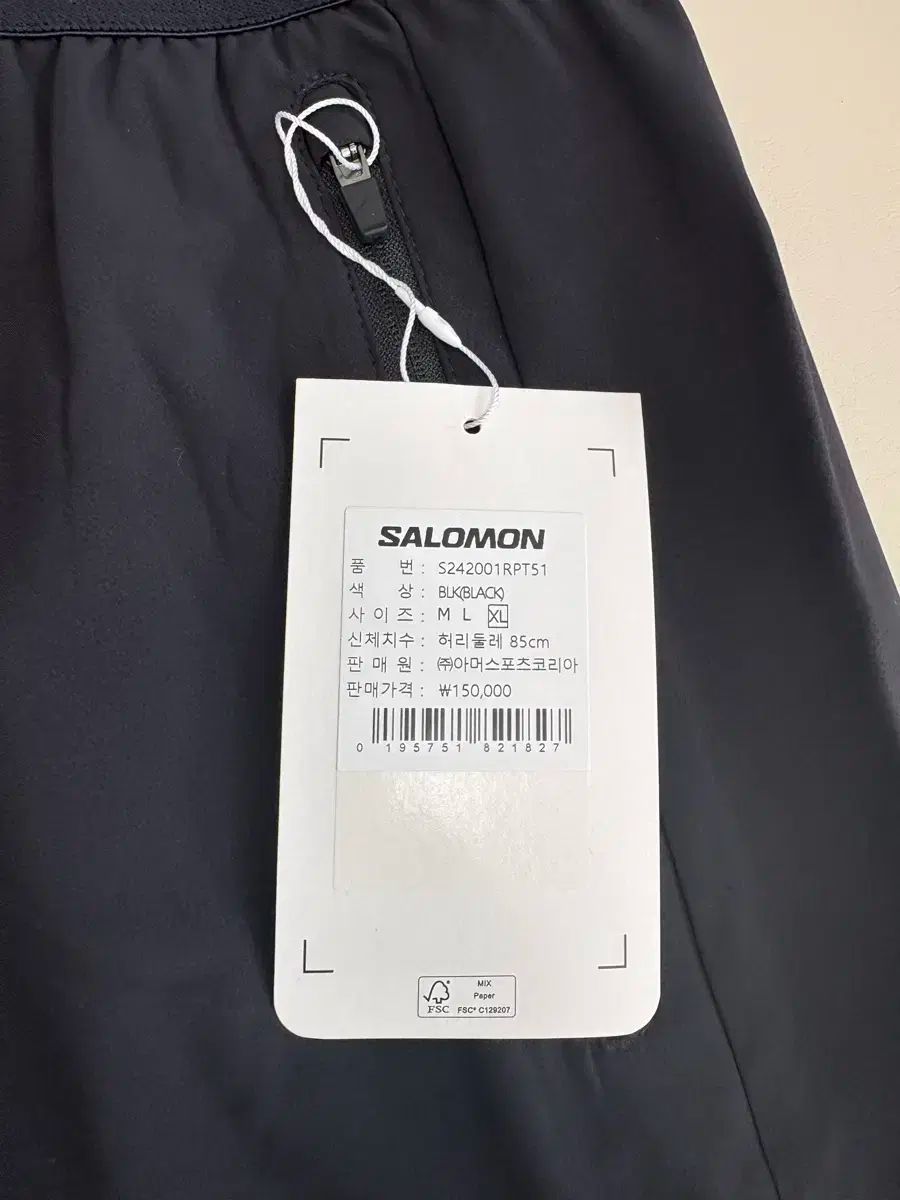 SALOMON
품 번 : S242001RPT51
색 상 : BLK(BLACK)
사 이 즈 : M L XL
신체치수 : 허리둘레 85cm
판 매 원 : ㈜아머스포츠코리아
판매가격 : ₩150,000
0 195751 821827
MIX
Paper
FSC FSC® C129207